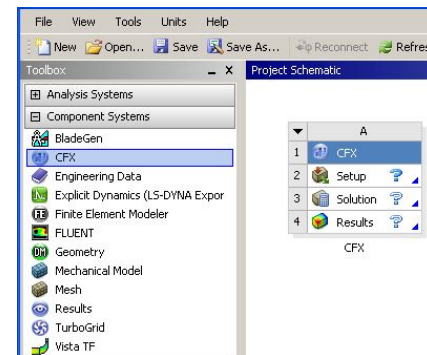 File View Tools Units Help
New Open... Save Save As... Reconnect Refres
Toolbox
Project Schematic
Analysis Systems
Component Systems
BladeGen
CFX
Engineering Data
Explicit Dynamics (LS-DYNA Expor
Finite Element Modeler
FLUENT
Geometry
Mechanical Model
Mesh
Results
TurboGrid
Vista TF
A
1 CFX
2 Setup ?
3 Solution ?
4 Results ?
CFX